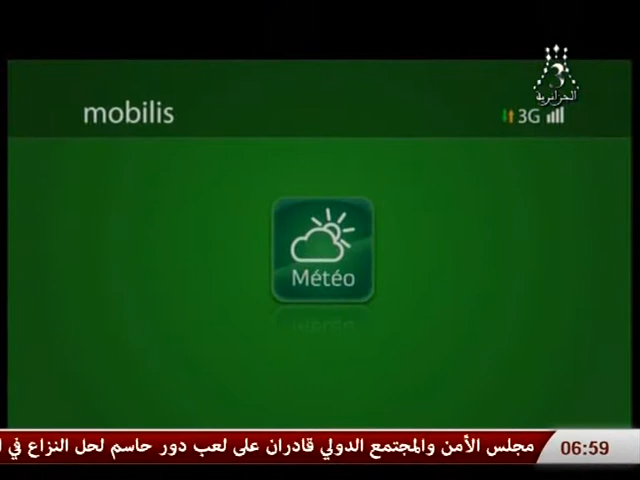 3
الجزائرية
mobilis
3G
Météo
مجلس الأمن والمجتمع الدولي قادران على لعب دور حاسم لحل النزاع في
06:59